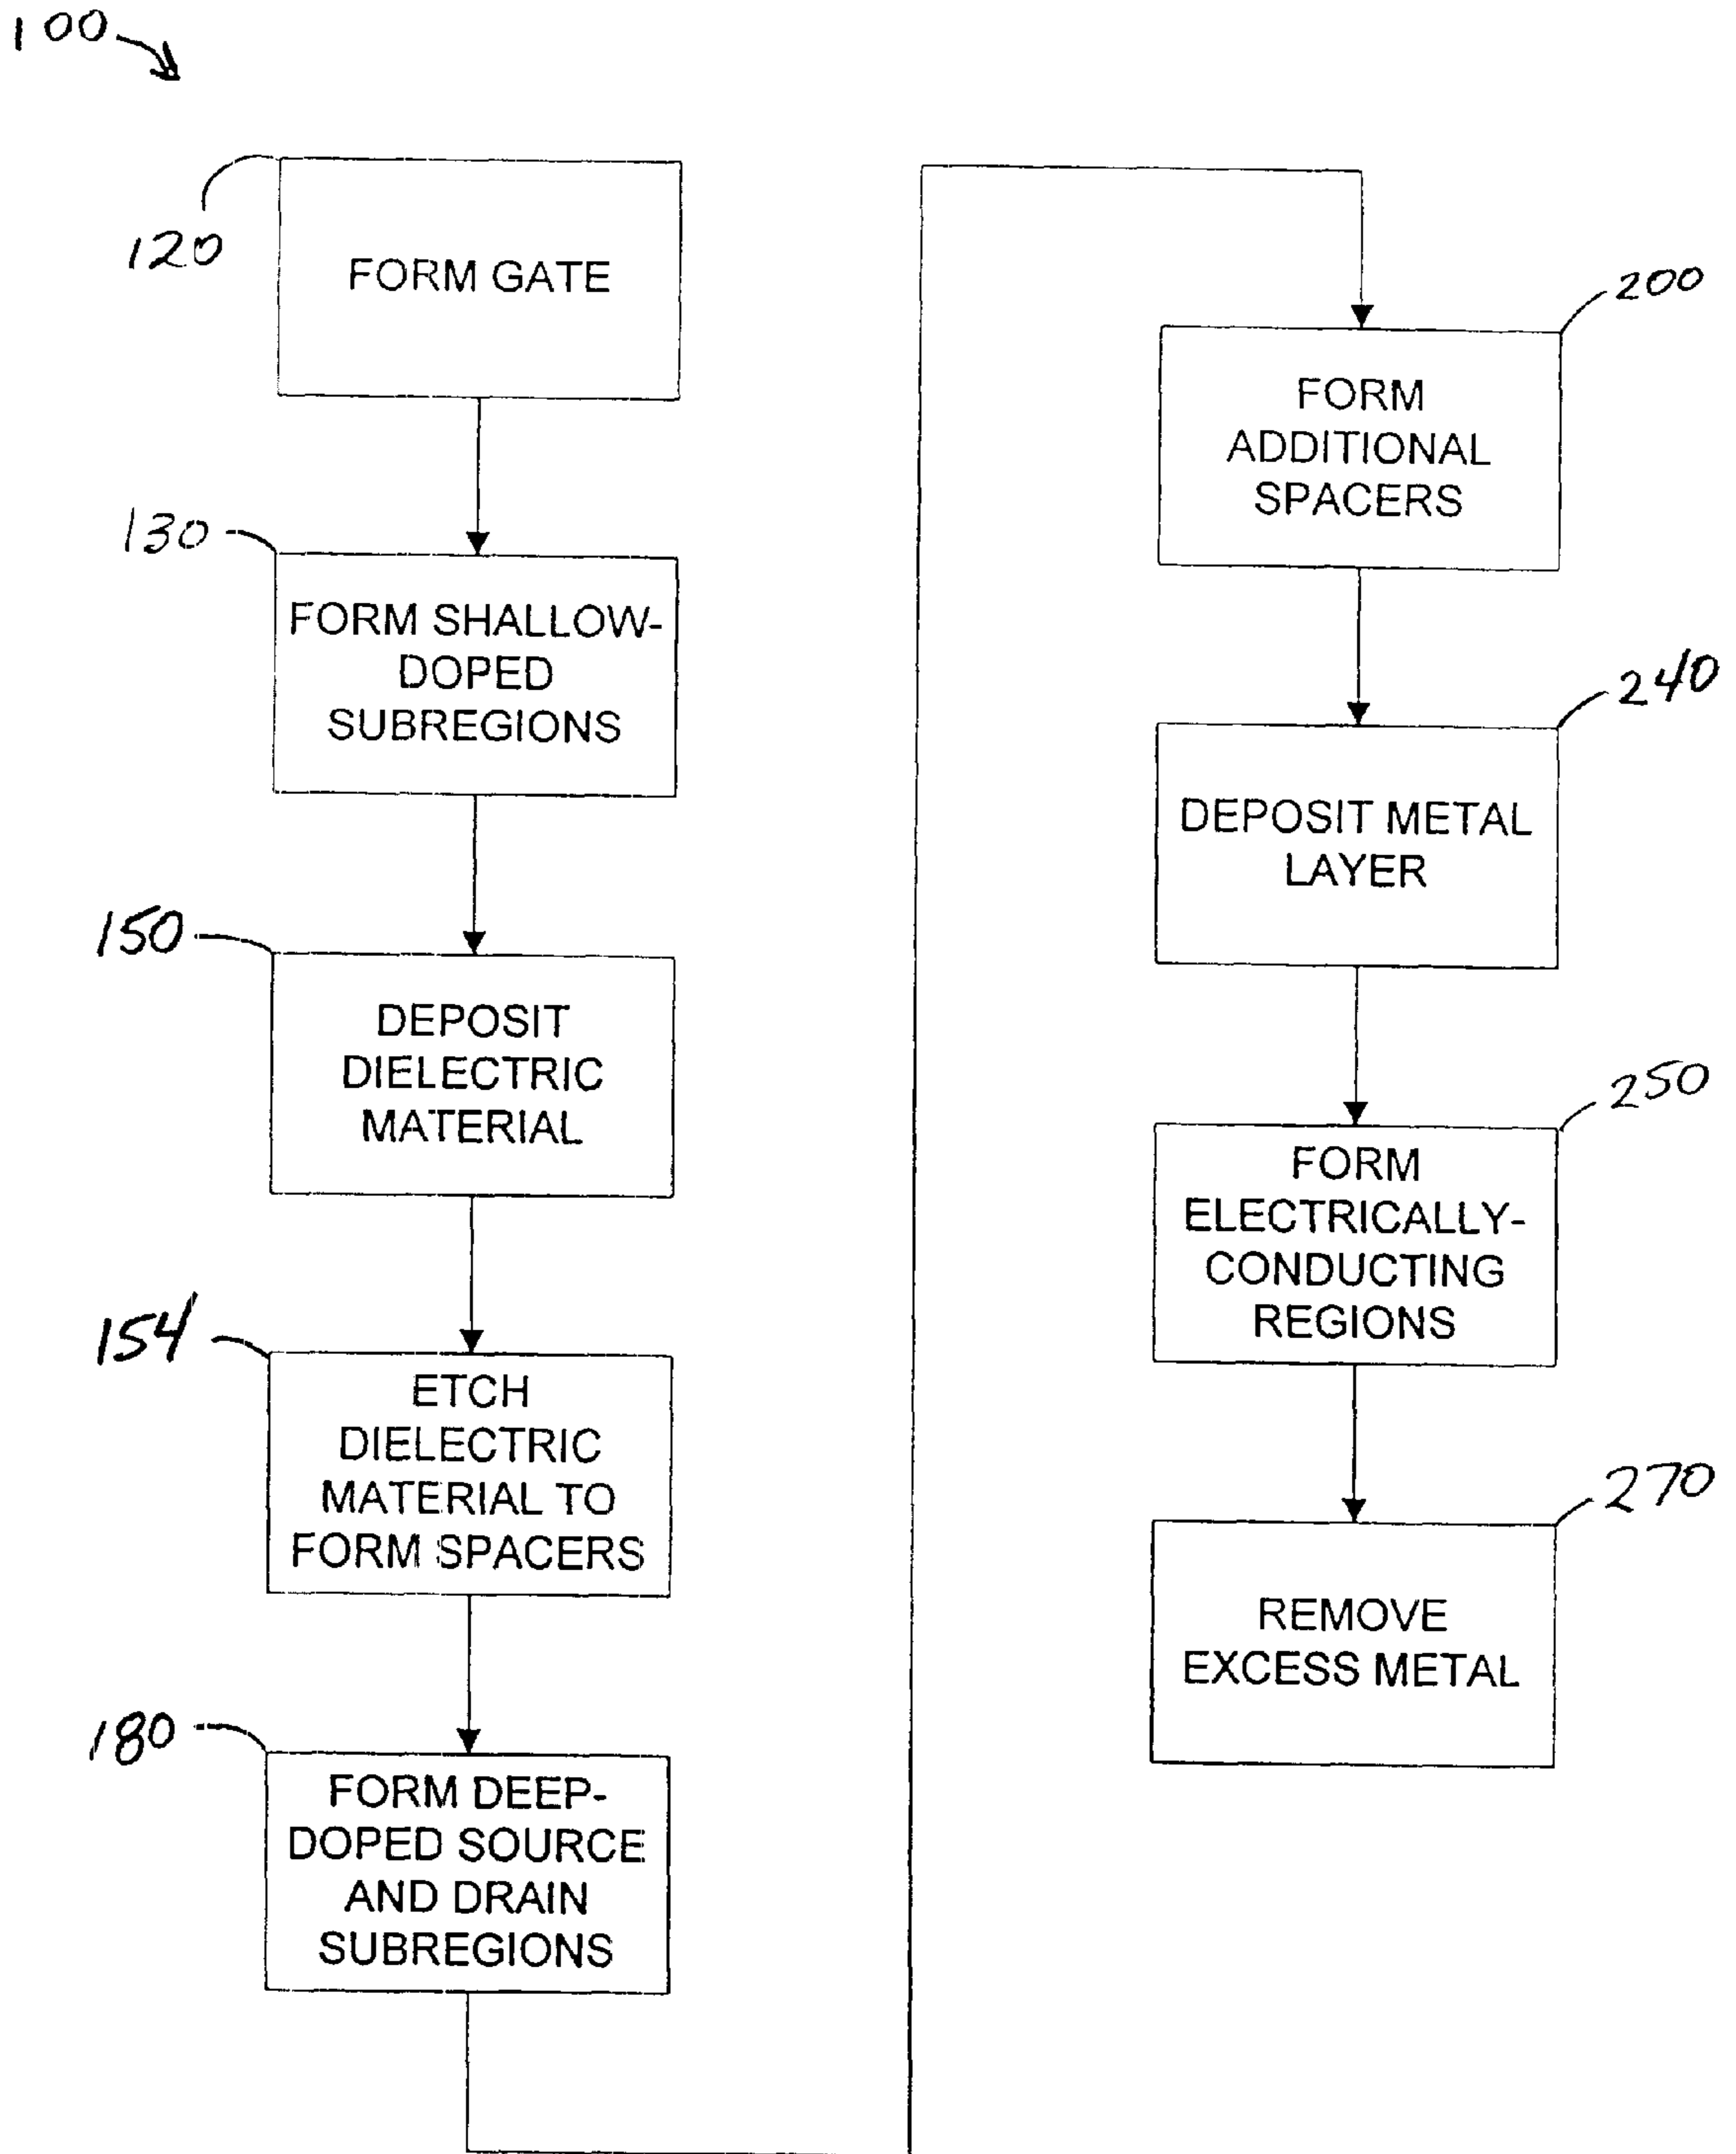 100
120
FORM GATE
130
FORM SHALLOW-
DOPED
SUBREGIONS
150
DEPOSIT
DIELECTRIC
MATERIAL
154
ETCH
DIELECTRIC
MATERIAL TO
FORM SPACERS
180
FORM DEEP-
DOPED SOURCE
AND DRAIN
SUBREGIONS
200
FORM
ADDITIONAL
SPACERS
240
DEPOSIT METAL
LAYER
250
FORM
ELECTRICALLY-
CONDUCTING
REGIONS
270
REMOVE
EXCESS METAL